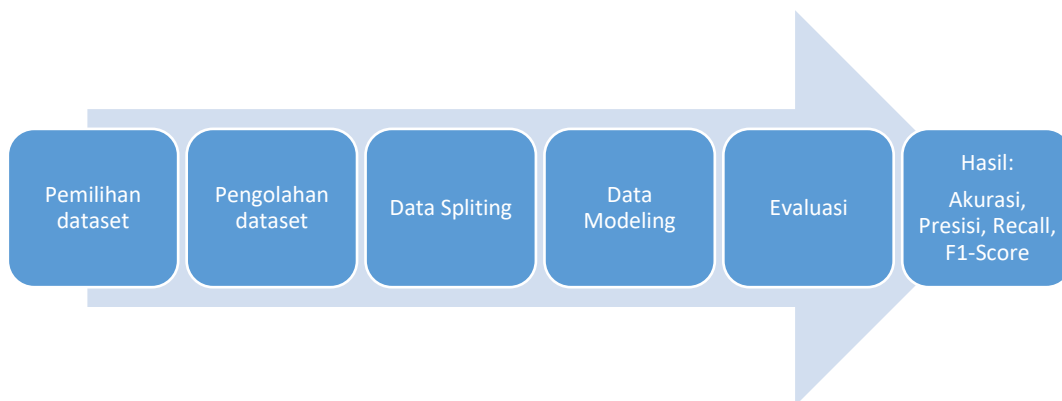 Pemilihan
dataset
Pengolahan
dataset
Data Spliting
Data
Modeling
Evaluasi
Hasil:
Akurasi,
Presisi, Recall,
F1-Score